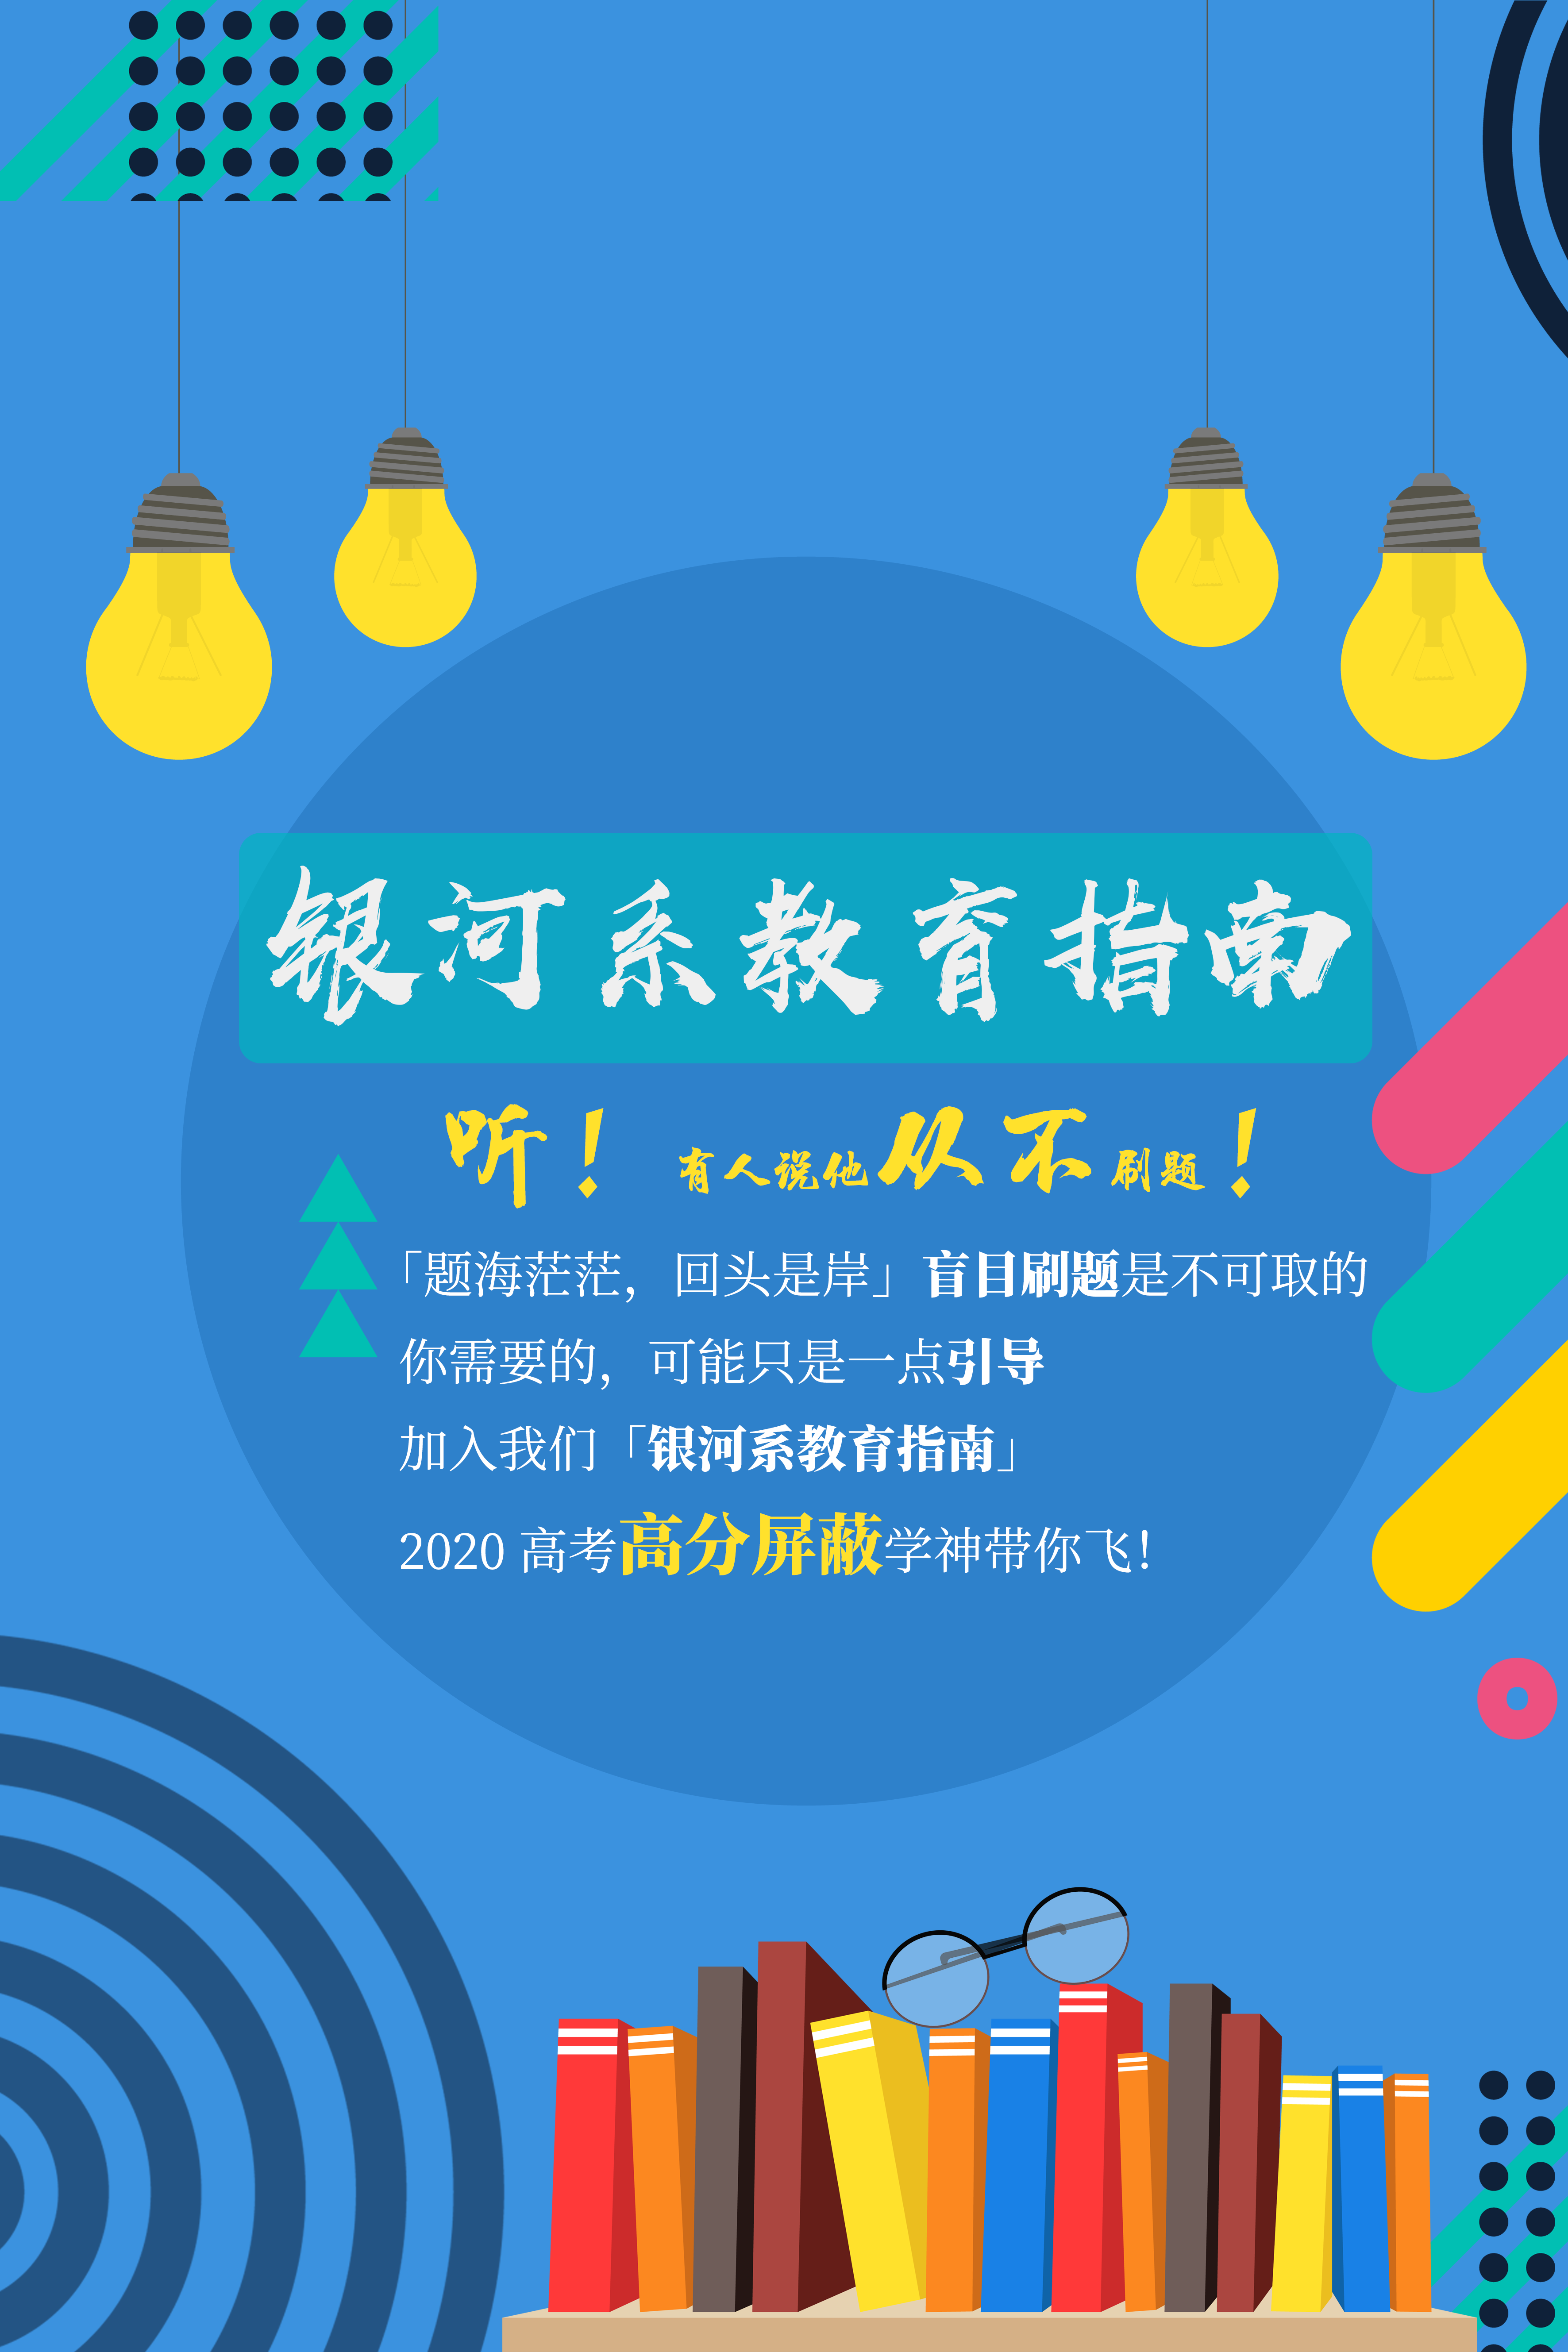 银河系教育指南
听！ 有人说他从不刷题！
「题海茫茫，回头是岸」盲目刷题是不可取的
你需要的，可能只是一点引导
加入我们「银河系教育指南」
2020 高考高分屏蔽学神带你飞！